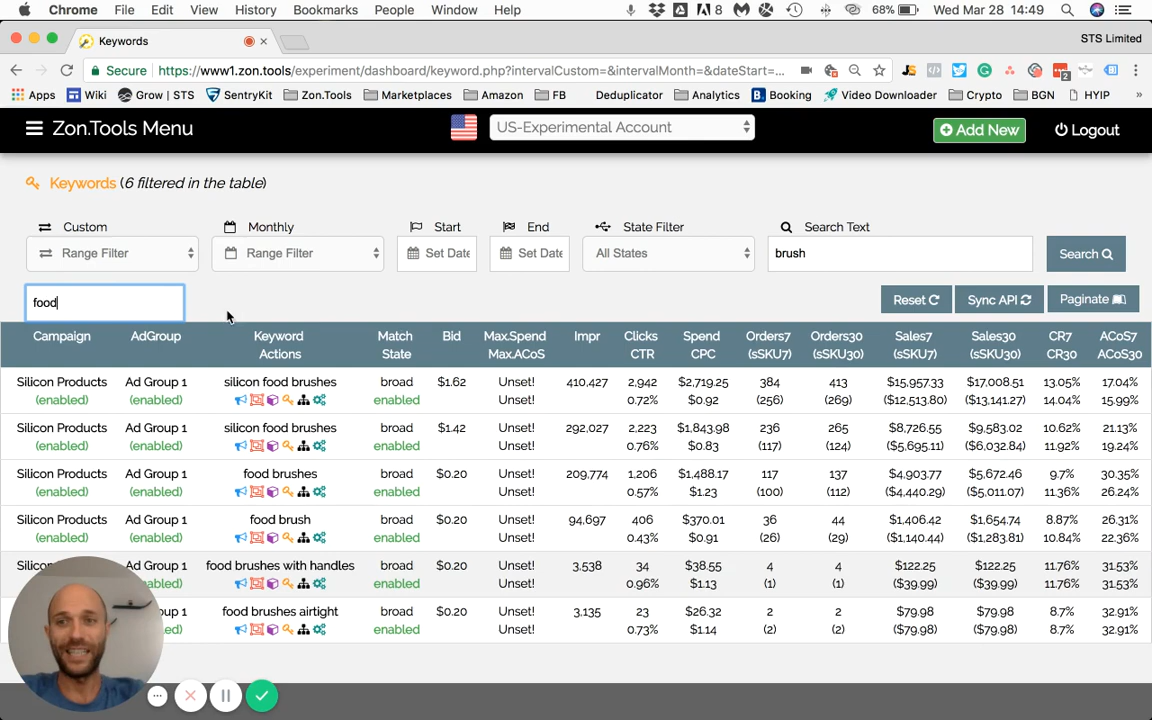 Chrome File Edit View History Bookmarks People Window Help 8 68% Wed Mar 28 14:49
Keywords STS Limited
Secure https://www1.zon.tools/experiment/dashboard/keyword.php?intervalCustom=&intervalMonth=&dateStart=...
Apps Wiki Grow | STS SentryKit Zon.Tools Marketplaces Amazon FB Deduplicator Analytics Booking Video Downloader Crypto BGN HYIP »
Zon.Tools Menu US-Experimental Account Add New Logout
Keywords (6 filtered in the table)
Custom Monthly Start End State Filter Search Text
Range Filter Range Filter Set Date Set Date All States brush Search
food Reset Sync API Paginate
Campaign AdGroup Keyword Match Bid Max.Spend Impr Clicks Spend Orders7 Orders30 Sales7 Sales30 CR7 ACoS7
Actions State Max.ACoS CTR CPC (sSKU7) (sSKU30) (sSKU7) (sSKU30) CR30 ACoS30
Silicon Products Ad Group 1 silicon food brushes broad $1.62 Unset! 410,427 2,942 $2,719.25 384 413 $15,957.33 $17,008.51 13.05% 17.04%
(enabled) (enabled) enabled Unset! 0.72% $0.92 (256) (269) ($12,513.80) ($13,141.27) 14.04% 15.99%
Silicon Products Ad Group 1 silicon food brushes broad $1.42 Unset! 292,027 2,223 $1,843.98 236 265 $8,726.55 $9,583.02 10.62% 21.13%
(enabled) (enabled) enabled Unset! 0.76% $0.83 (117) (124) ($5,695.11) ($6,032.84) 11.92% 19.24%
Silicon Products Ad Group 1 food brushes broad $0.20 Unset! 209,774 1,206 $1,488.17 117 137 $4,903.77 $5,672.46 9.7% 30.35%
(enabled) (enabled) enabled Unset! 0.57% $1.23 (100) (112) ($4,440.29) ($5,011.07) 11.36% 26.24%
Silicon Products Ad Group 1 food brush broad $0.20 Unset! 94,697 406 $370.01 36 44 $1,406.42 $1,654.74 8.87% 26.31%
(enabled) (enabled) enabled Unset! 0.43% $0.91 (26) (29) ($1,140.44) ($1,283.81) 10.84% 22.36%
Ad Group 1 food brushes with handles broad $0.20 Unset! 3,538 34 $38.55 4 4 $122.25 $122.25 11.76% 31.53%
enabled Unset! 0.96% $1.13 (1) (1) ($39.99) ($39.99) 11.76% 31.53%
food brushes airtight broad $0.20 Unset! 3,135 23 $26.32 2 2 $79.98 $79.98 8.7% 32.91%
enabled Unset! 0.73% $1.14 (2) (2) ($79.98) ($79.98) 8.7% 32.91%